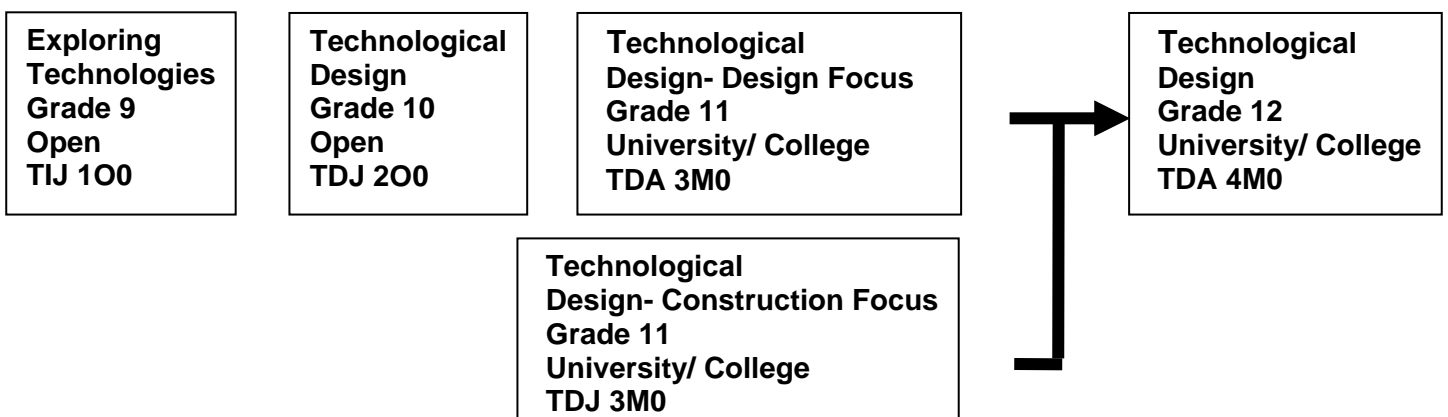 Exploring
Technologies
Grade 9
Open
TIJ 1O0
Technological
Design
Grade 10
Open
TDJ 2O0
Technological
Design- Design Focus
Grade 11
University/ College
TDA 3M0
Technological
Design
Grade 12
University/ College
TDA 4M0
Technological
Design- Construction Focus
Grade 11
University/ College
TDJ 3M0